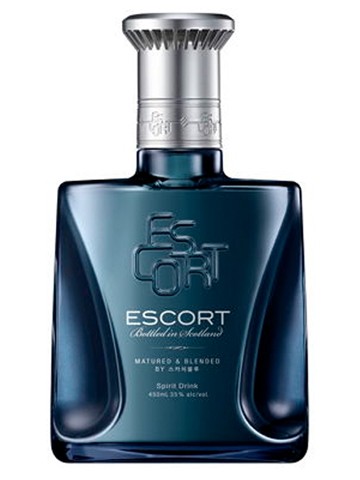 ESCORT
ES
CORT
ESCORT
Bottled in Scotland
MATURED & BLENDED
BY 스카치블루
Spirit Drink
450mL 35% alc/vol